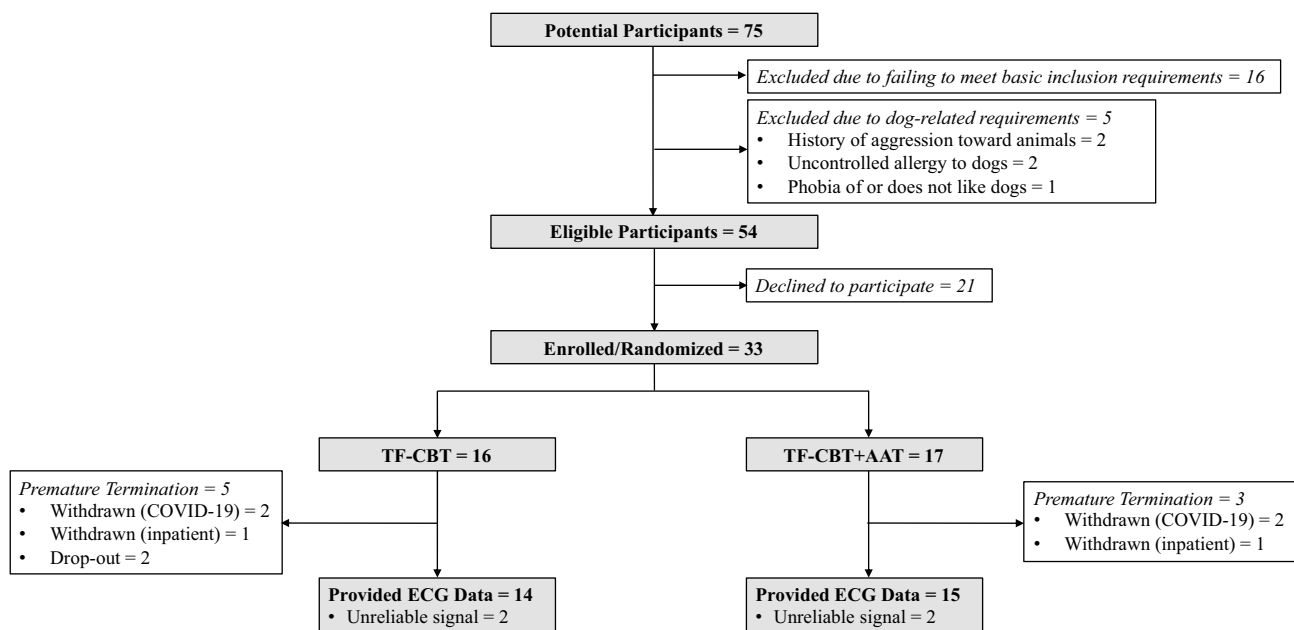 Potential Participants = 75
Excluded due to failing to meet basic inclusion requirements = 16
Excluded due to dog-related requirements = 5
• History of aggression toward animals = 2
• Uncontrolled allergy to dogs = 2
• Phobia of or does not like dogs = 1
Eligible Participants = 54
Declined to participate = 21
Enrolled/Randomized = 33
TF-CBT = 16
TF-CBT+AAT = 17
Premature Termination = 5
• Withdrawn (COVID-19) = 2
• Withdrawn (inpatient) = 1
• Drop-out = 2
Premature Termination = 3
• Withdrawn (COVID-19) = 2
• Withdrawn (inpatient) = 1
Provided ECG Data = 14
• Unreliable signal = 2
Provided ECG Data = 15
• Unreliable signal = 2